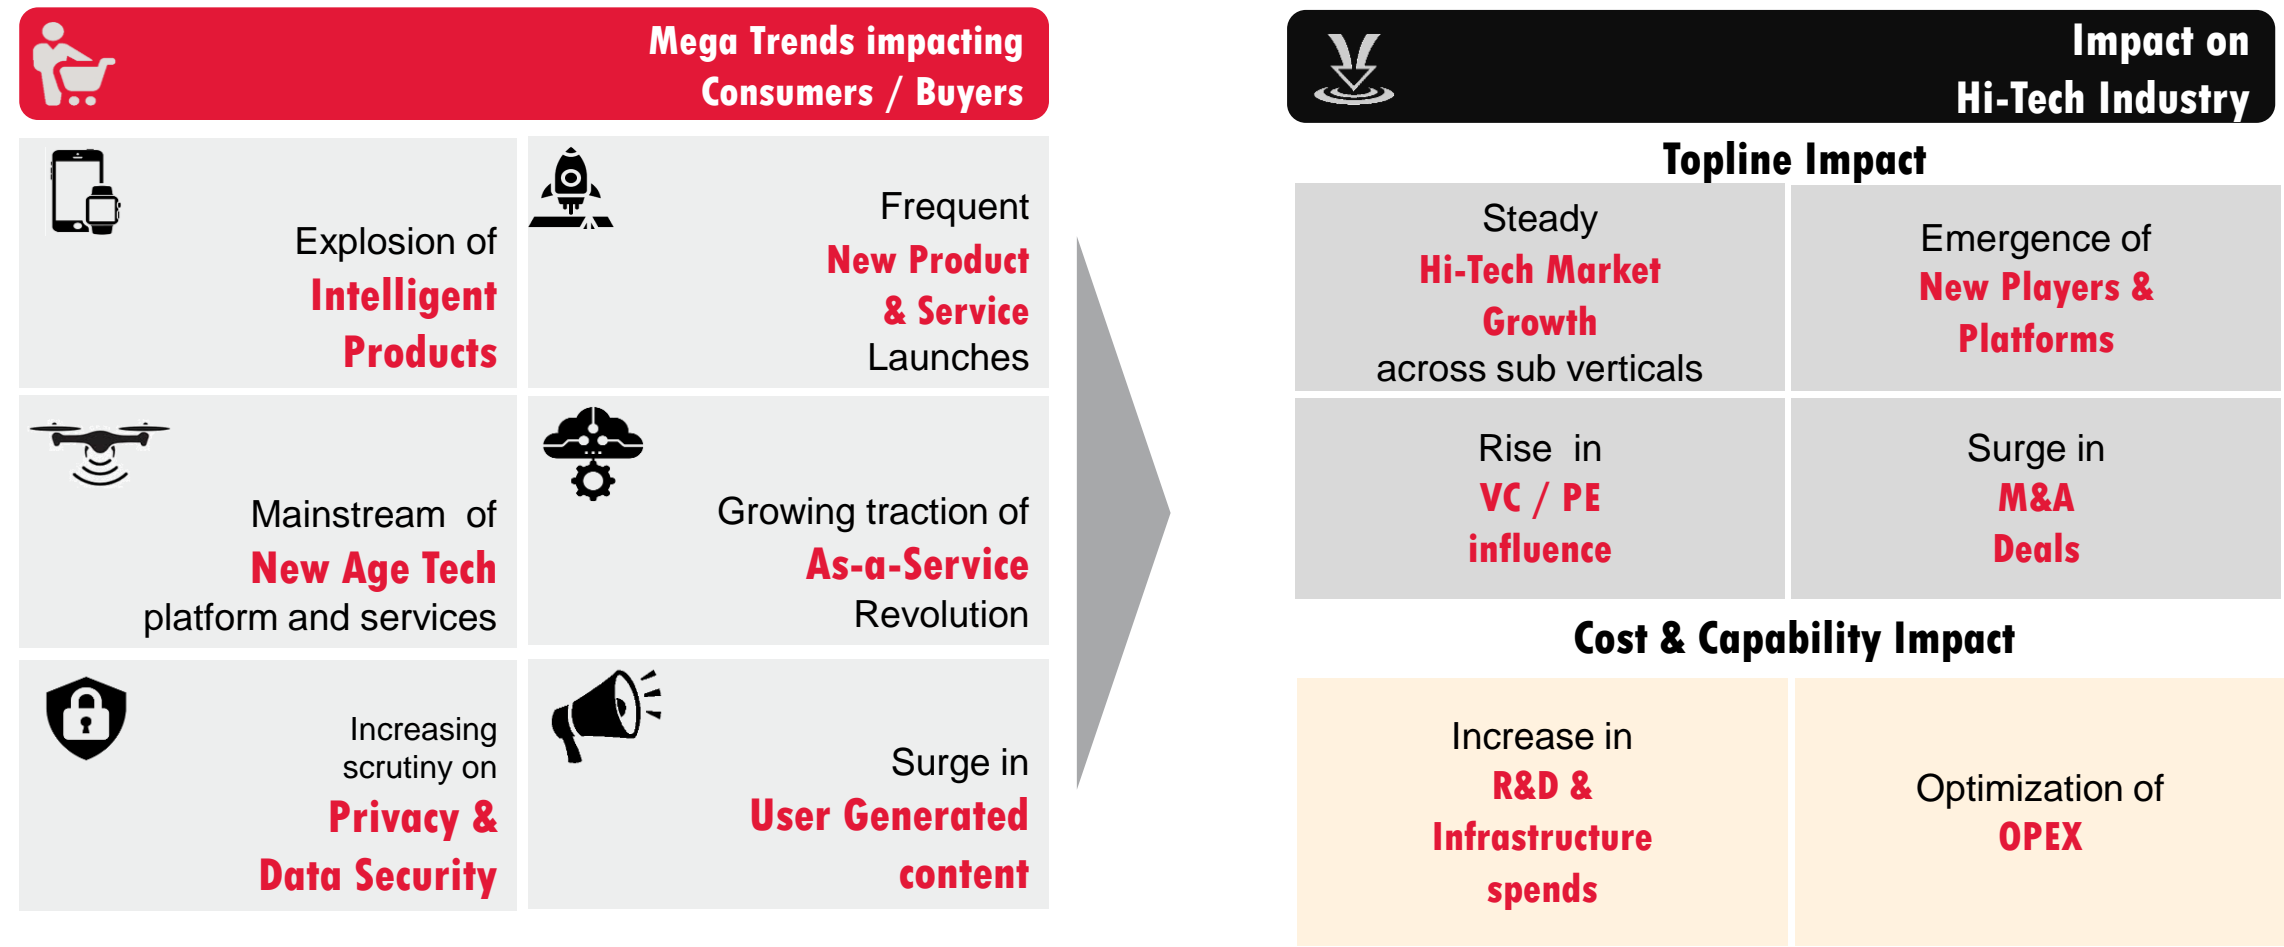 Mega Trends impacting
Consumers / Buyers
Explosion of
Intelligent
Products
Frequent
New Product
& Service
Launches
Mainstream  of
New Age Tech
platform and services
Growing traction of
As-a-Service
Revolution
Increasing
scrutiny on
Privacy &
Data Security
Surge in
User Generated
content
Impact on
Hi-Tech Industry
Topline Impact
Steady
Hi-Tech Market
Growth
across sub verticals
Emergence of
New Players &
Platforms
Rise  in
VC / PE
influence
Surge in
M&A
Deals
Cost & Capability Impact
Increase in
R&D &
Infrastructure
spends
Optimization of
OPEX